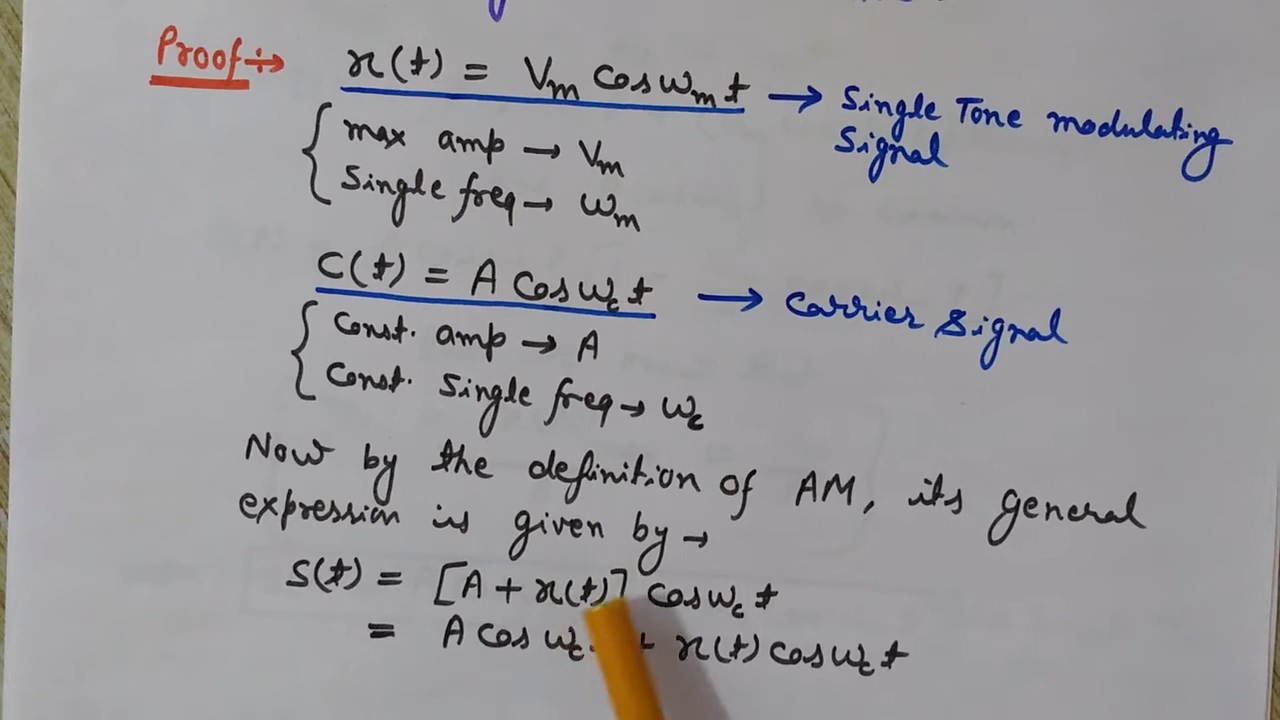 Proof :→ x(t) = Vm Cos ωm t → Single Tone modulating Signal
max amp → Vm
Single freq → ωm
C(t) = A Cos ωc t → Carrier Signal
Const. amp → A
Const. Single freq → ωc
Now by the definition of AM, its general
expression is given by →
S(t) = [A + x(t)] cos ωc t
= A cos ωc + x(t) cos ωc t